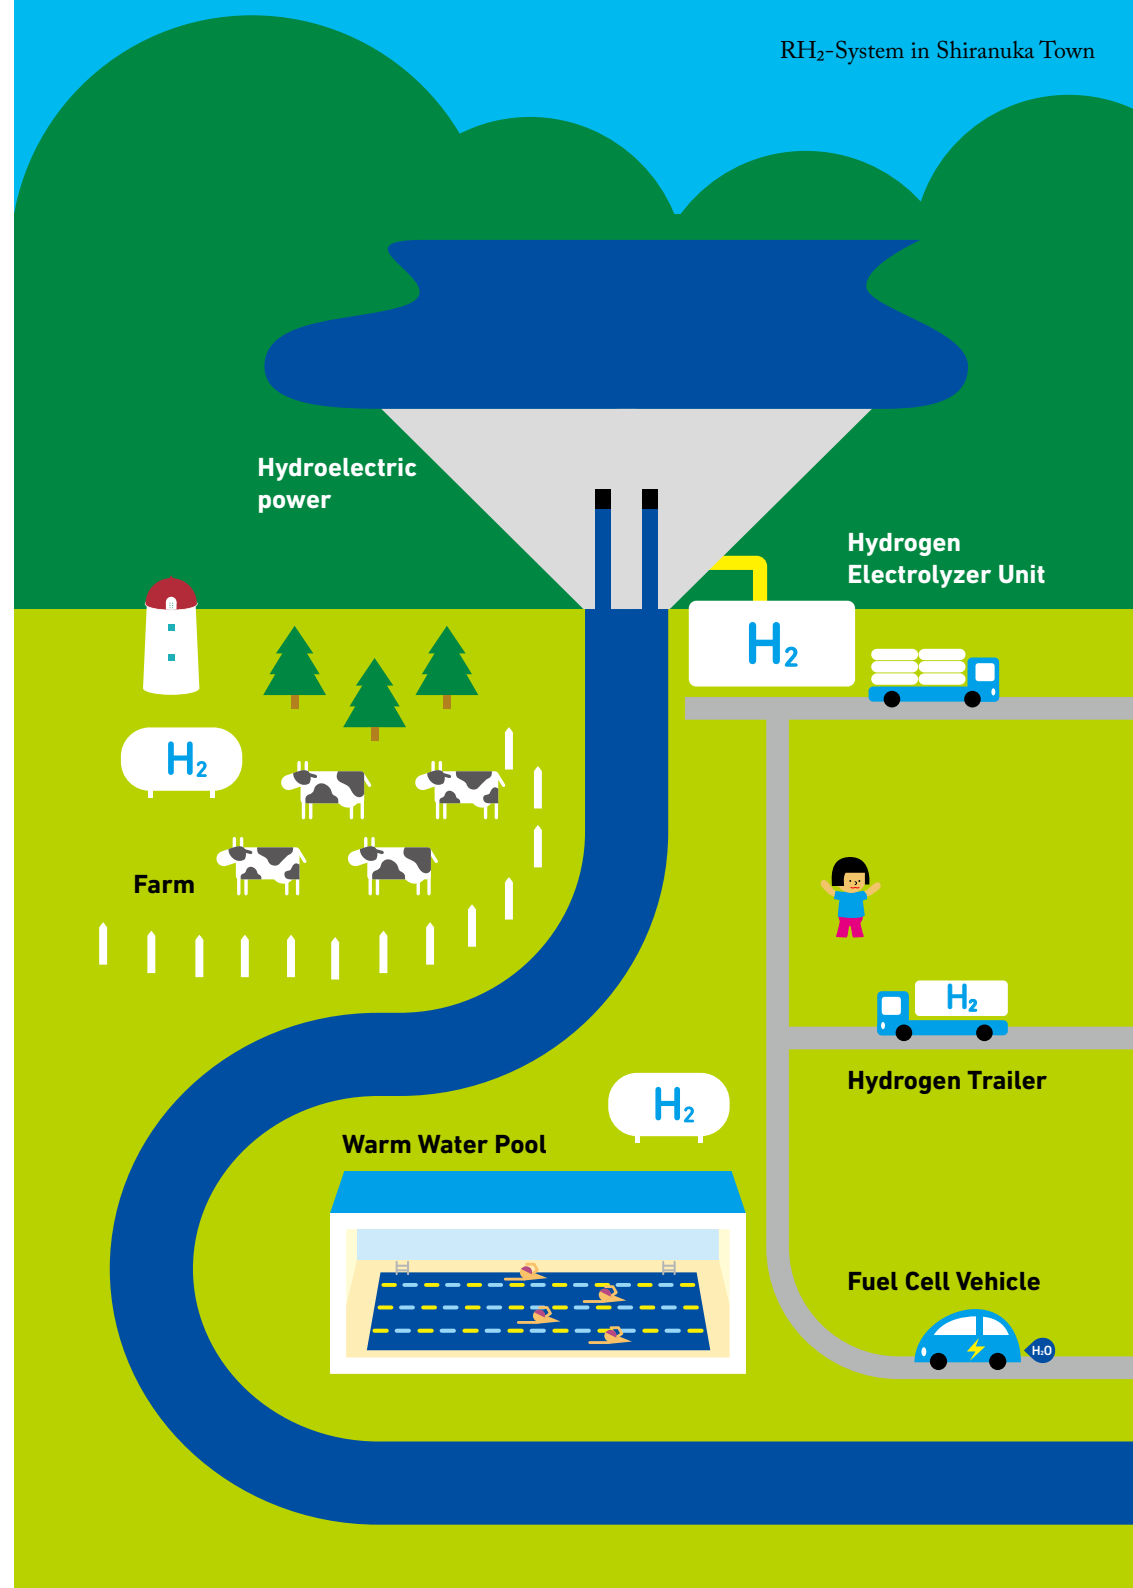 RH₂-System in Shiranuka Town
Hydroelectric
power
Hydrogen
Electrolyzer Unit
H₂
H₂
Farm
H₂
Hydrogen Trailer
H₂
Warm Water Pool
Fuel Cell Vehicle
H₂O